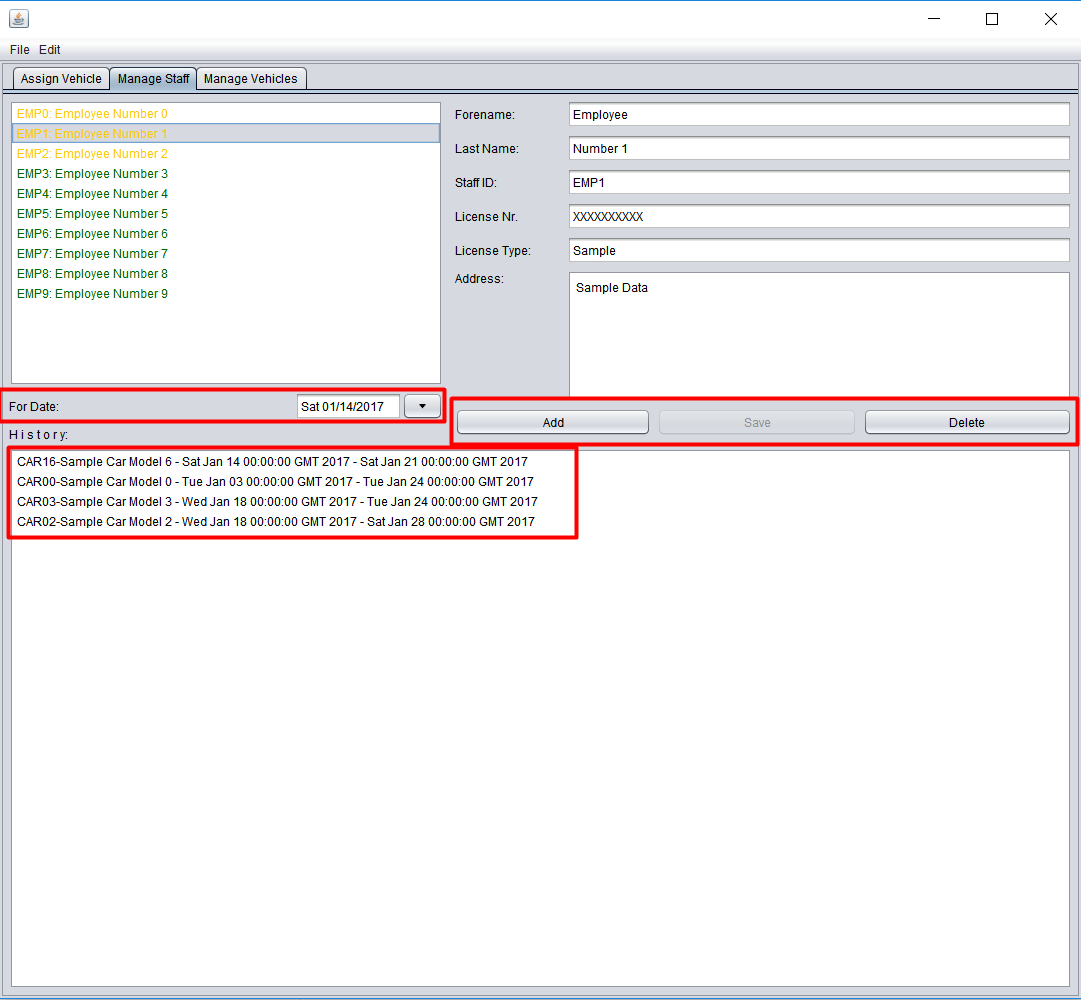 File Edit
Assign Vehicle Manage Staff Manage Vehicles
EMP0: Employee Number 0
EMP1: Employee Number 1
EMP2: Employee Number 2
EMP3: Employee Number 3
EMP4: Employee Number 4
EMP5: Employee Number 5
EMP6: Employee Number 6
EMP7: Employee Number 7
EMP8: Employee Number 8
EMP9: Employee Number 9
Forename: Employee
Last Name: Number 1
Staff ID: EMP1
License Nr. XXXXXXXXXX
License Type: Sample
Address: Sample Data
For Date: Sat 01/14/2017
Add Save Delete
History:
CAR16-Sample Car Model 6 - Sat Jan 14 00:00:00 GMT 2017 - Sat Jan 21 00:00:00 GMT 2017
CAR00-Sample Car Model 0 - Tue Jan 03 00:00:00 GMT 2017 - Tue Jan 24 00:00:00 GMT 2017
CAR03-Sample Car Model 3 - Wed Jan 18 00:00:00 GMT 2017 - Tue Jan 24 00:00:00 GMT 2017
CAR02-Sample Car Model 2 - Wed Jan 18 00:00:00 GMT 2017 - Sat Jan 28 00:00:00 GMT 2017